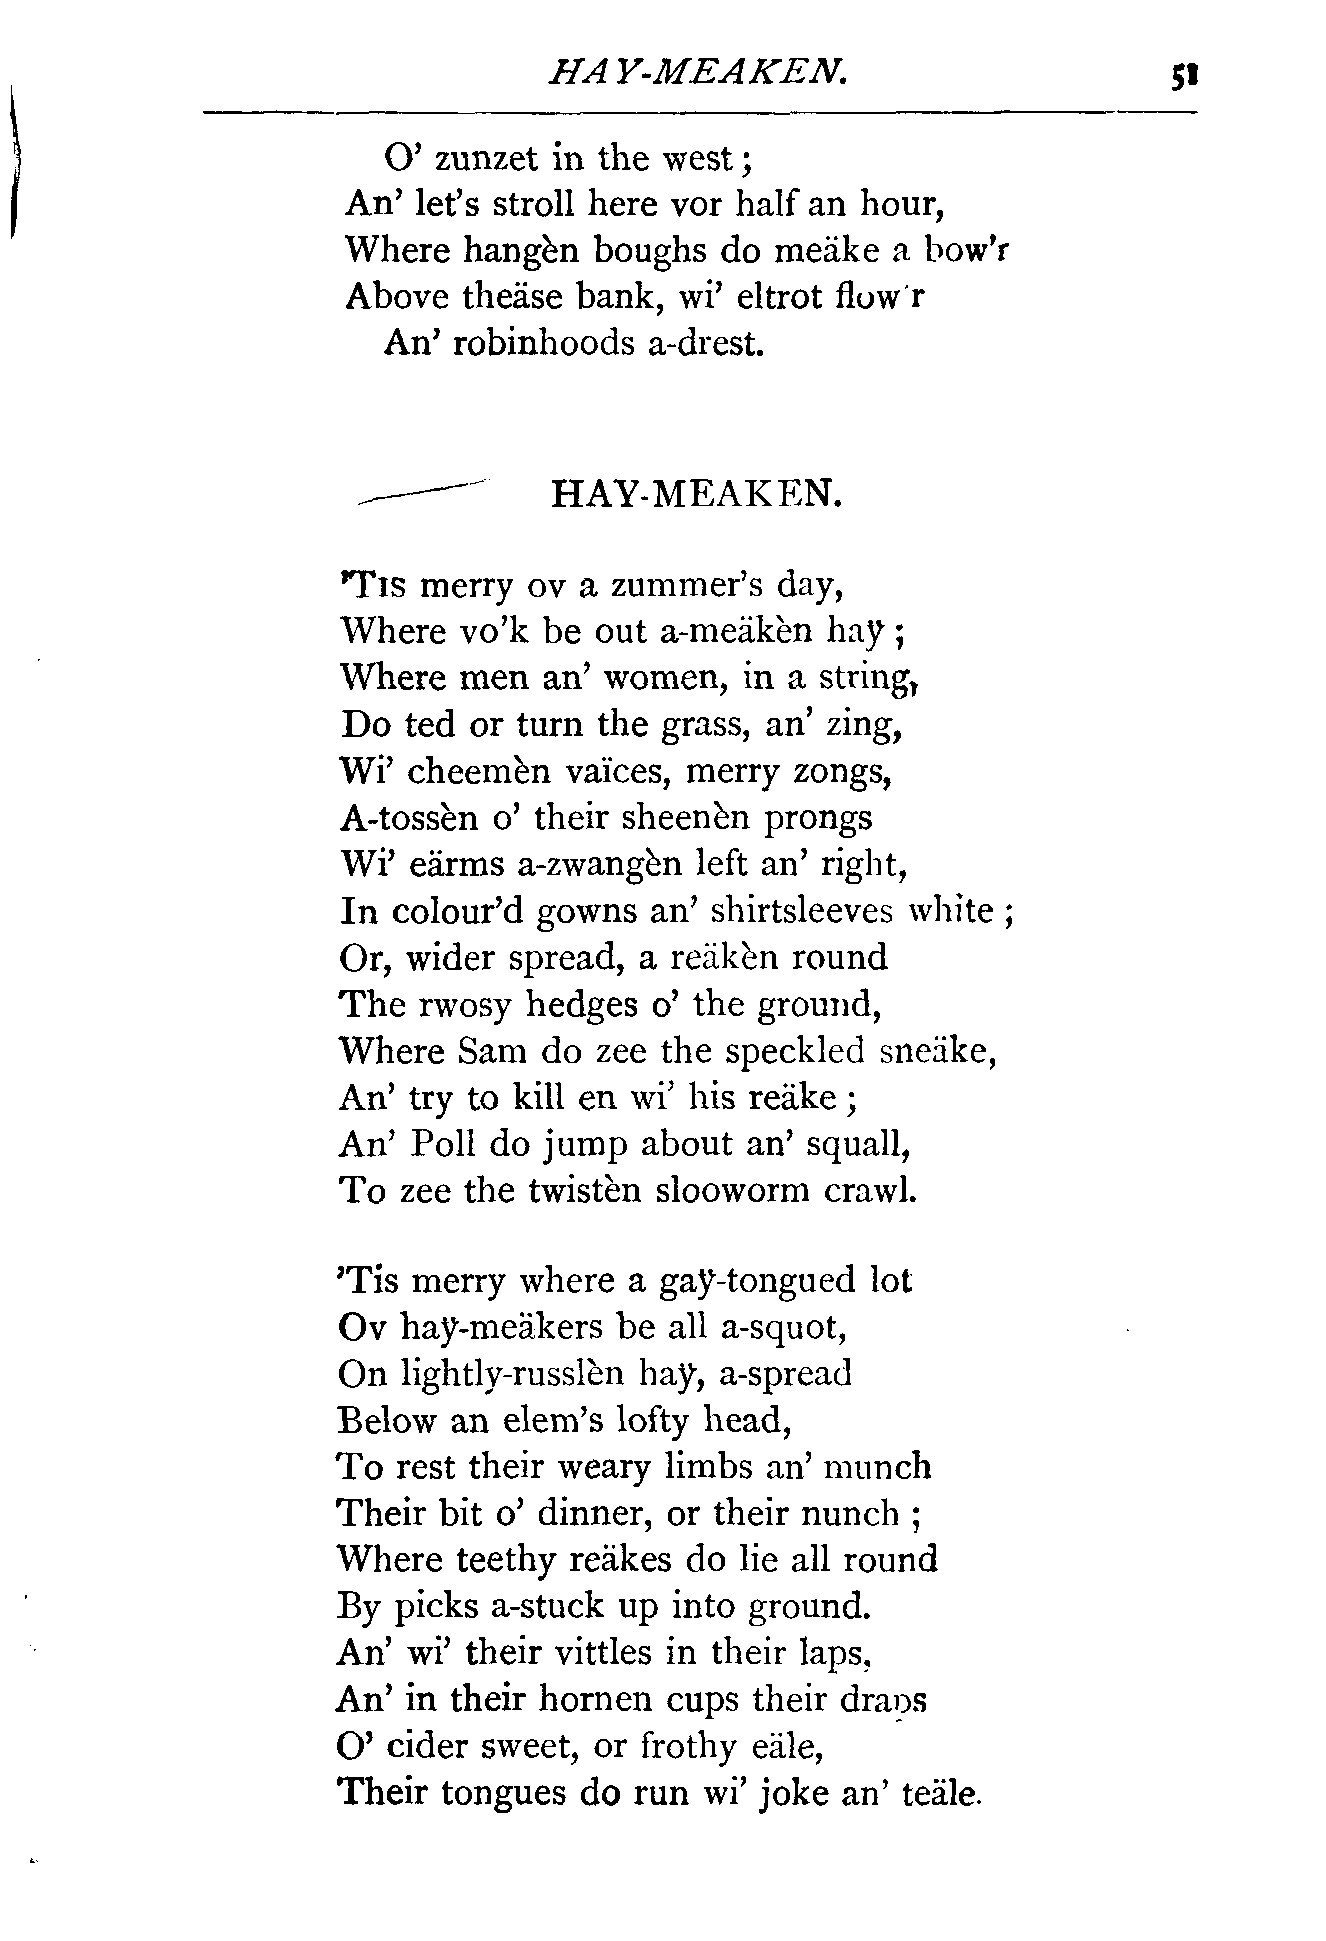 HAY-MEAKEN. 51
O' zunzet in the west;
An' let's stroll here vor half an hour,
Where hangèn boughs do meäke a bow'r
Above theäse bank, wi' eltrot flow'r
An' robinhoods a-drest.
HAY-MEAKEN.
'Tis merry ov a zummer's day,
Where vo'k be out a-meäkèn haÿ;
Where men an' women, in a string,
Do ted or turn the grass, an' zing,
Wi' cheemèn vaïces, merry zongs,
A-tossèn o' their sheenèn prongs
Wi' eärms a-zwangèn left an' right,
In colour'd gowns an' shirtsleeves white;
Or, wider spread, a reäkèn round
The rwosy hedges o' the ground,
Where Sam do zee the speckled sneäke,
An' try to kill en wi' his reäke;
An' Poll do jump about an' squall,
To zee the twistèn slooworm crawl.
'Tis merry where a gaÿ-tongued lot
Ov haÿ-meäkers be all a-squot,
On lightly-russlèn haÿ, a-spread
Below an elem's lofty head,
To rest their weary limbs an' munch
Their bit o' dinner, or their nunch;
Where teethy reäkes do lie all round
By picks a-stuck up into ground.
An' wi' their vittles in their laps,
An' in their hornen cups their draps
O' cider sweet, or frothy eäle,
Their tongues do run wi' joke an' teäle.